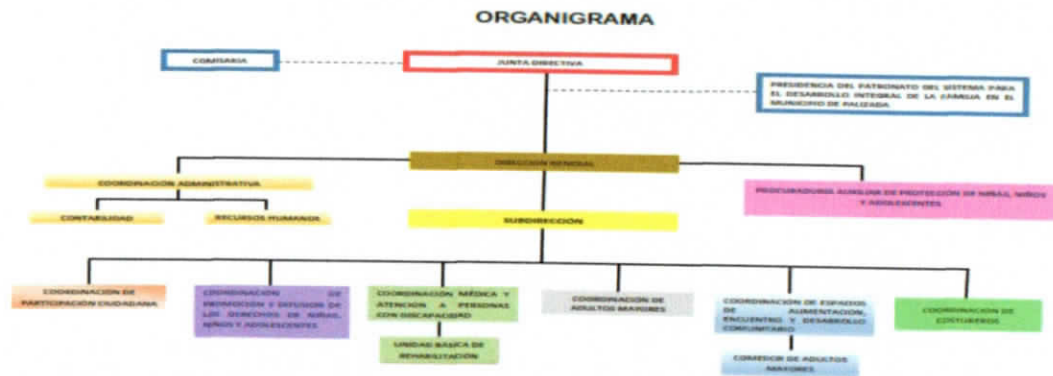 ORGANIGRAMA
COMISARIA
JUNTA DIRECTIVA
PRESIDENCIA DEL PATRONATO DEL SISTEMA PARA
EL DESARROLLO INTEGRAL DE LA FAMILIA EN EL
MUNICIPIO DE PALIZADA
DIRECCION GENERAL
COORDINACIÓN ADMINISTRATIVA
PROCURADURIA AUXILIAR DE PROTECCIÓN DE NIÑAS, NIÑOS
Y ADOLESCENTES
CONTABILIDAD
RECURSOS HUMANOS
SUBDIRECCIÓN
COORDINACIÓN DE
PARTICIPACIÓN CIUDADANA
COORDINACIÓN DE
PROMOCIÓN Y DIFUSIÓN DE
LOS DERECHOS DE NIÑAS,
NIÑOS Y ADOLESCENTES
COORDINACIÓN MÉDICA Y
ATENCIÓN A PERSONAS
CON DISCAPACIDAD
UNIDAD BÁSICA DE
REHABILITACIÓN
COORDINACIÓN DE
ADULTOS MAYORES
COORDINACIÓN DE ESPACIOS
DE ALIMENTACIÓN,
ENCUENTRO Y DESARROLLO
COMUNITARIO
COMEDOR DE ADULTOS
MAYORES
COORDINACIÓN DE
COSTUREROS